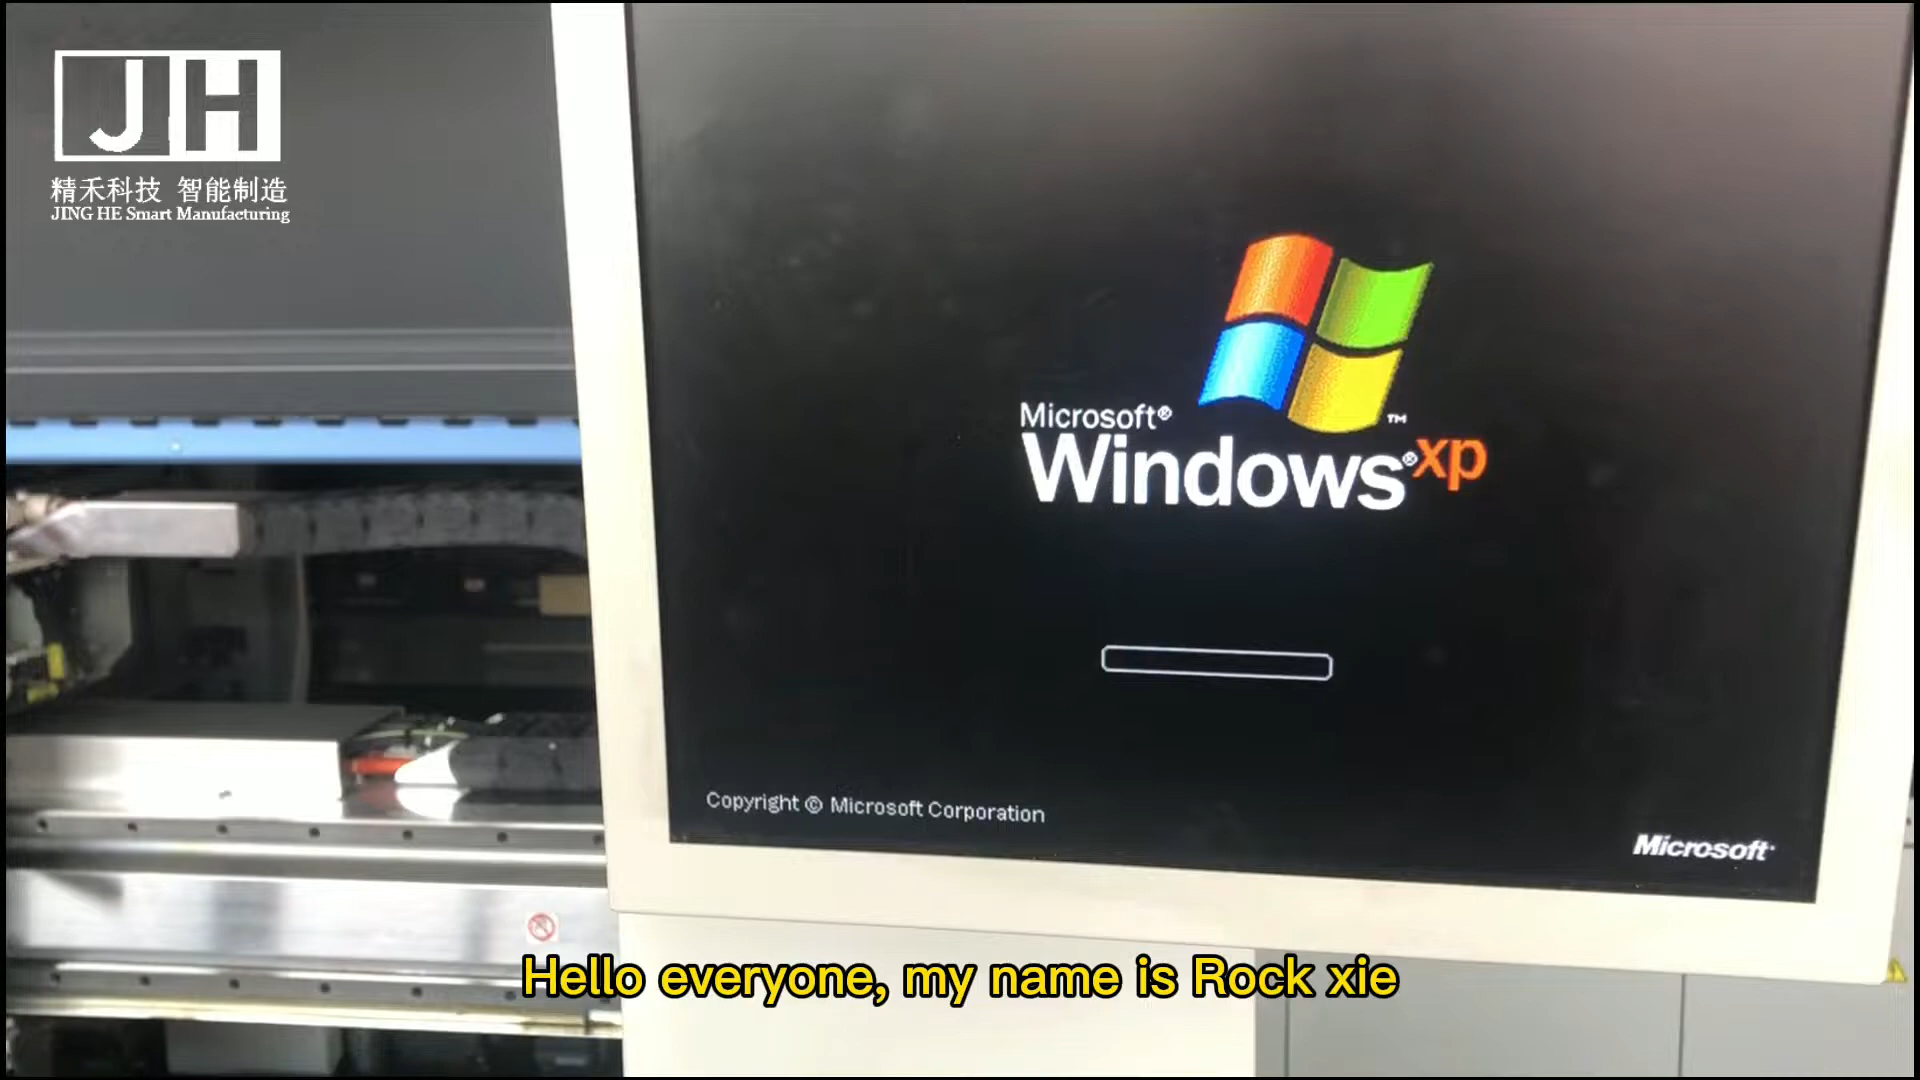 JH
精禾科技 智能制造
JING HE Smart Manufacturing
Microsoft®
Windows®xp
™
Copyright © Microsoft Corporation
Microsoft
Hello everyone, my name is Rock xie